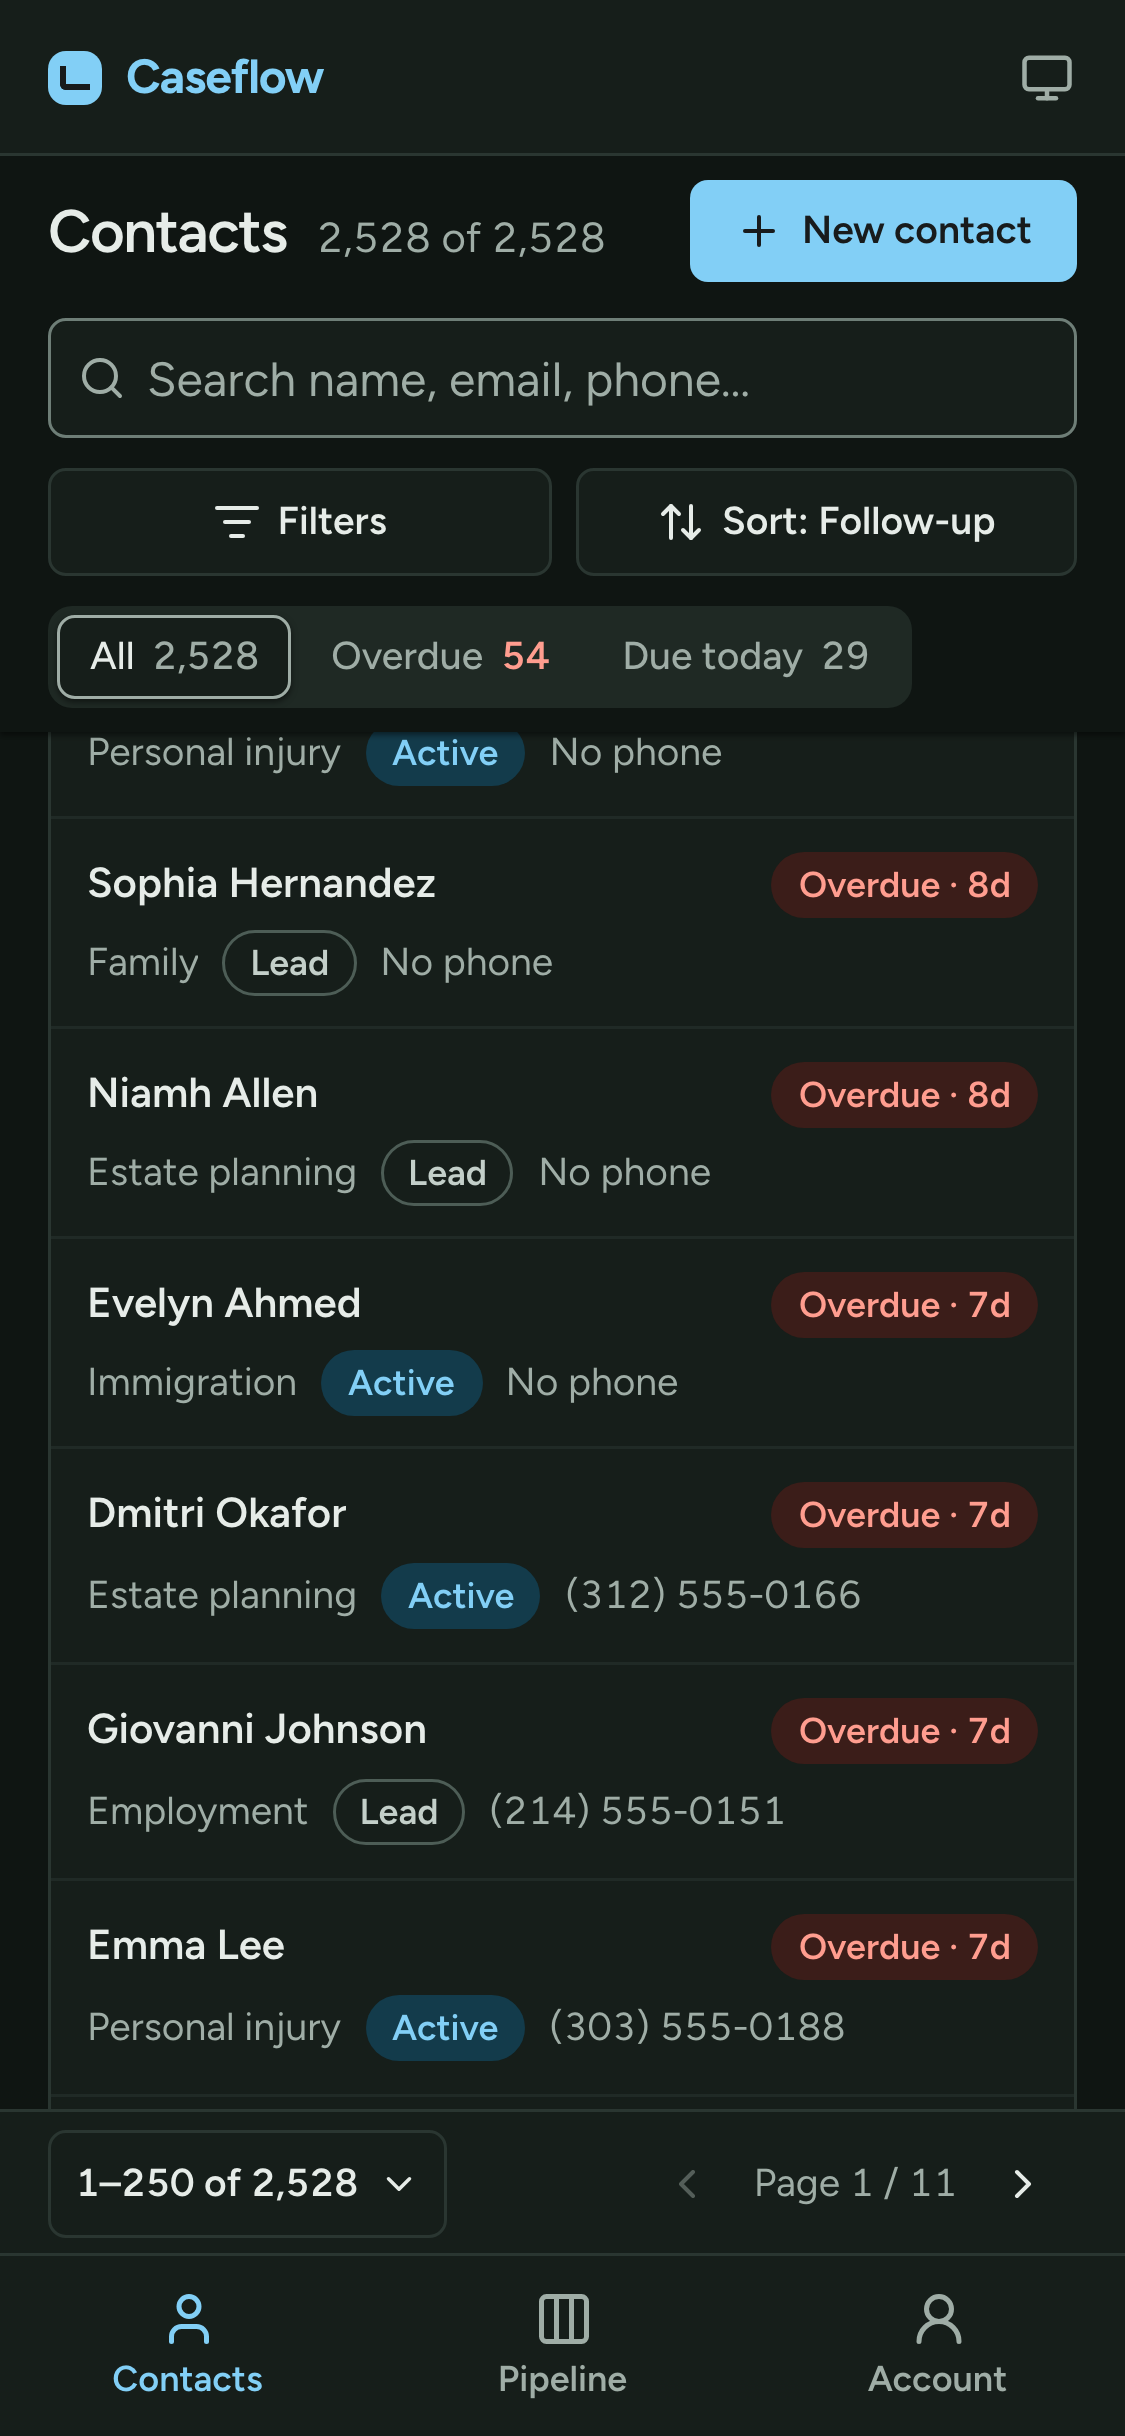 Caseflow
Contacts 2,528 of 2,528
New contact
Search name, email, phone...
Filters
Sort: Follow-up
All 2,528 Overdue 54 Due today 29
Personal injury Active No phone
Sophia Hernandez Overdue · 8d
Family Lead No phone
Niamh Allen Overdue · 8d
Estate planning Lead No phone
Evelyn Ahmed Overdue · 7d
Immigration Active No phone
Dmitri Okafor Overdue · 7d
Estate planning Active (312) 555-0166
Giovanni Johnson Overdue · 7d
Employment Lead (214) 555-0151
Emma Lee Overdue · 7d
Personal injury Active (303) 555-0188
1–250 of 2,528 Page 1 / 11
Contacts Pipeline Account